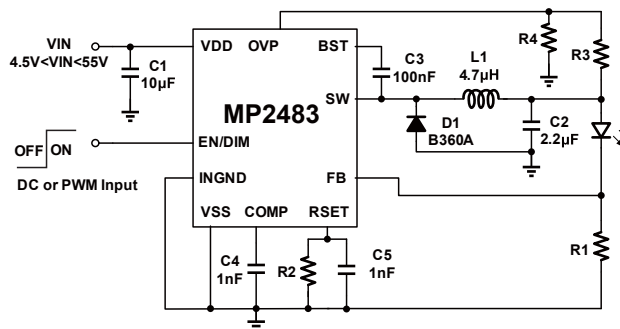 VIN
4.5V<VIN<55V
C1
10µF
VDD
OVP
BST
C3
100nF
L1
4.7µH
R4
R3
SW
MP2483
D1
B360A
C2
2.2µF
OFF
ON
EN/DIM
DC or PWM Input
INGND
FB
VSS
COMP
RSET
R1
C4
1nF
R2
C5
1nF